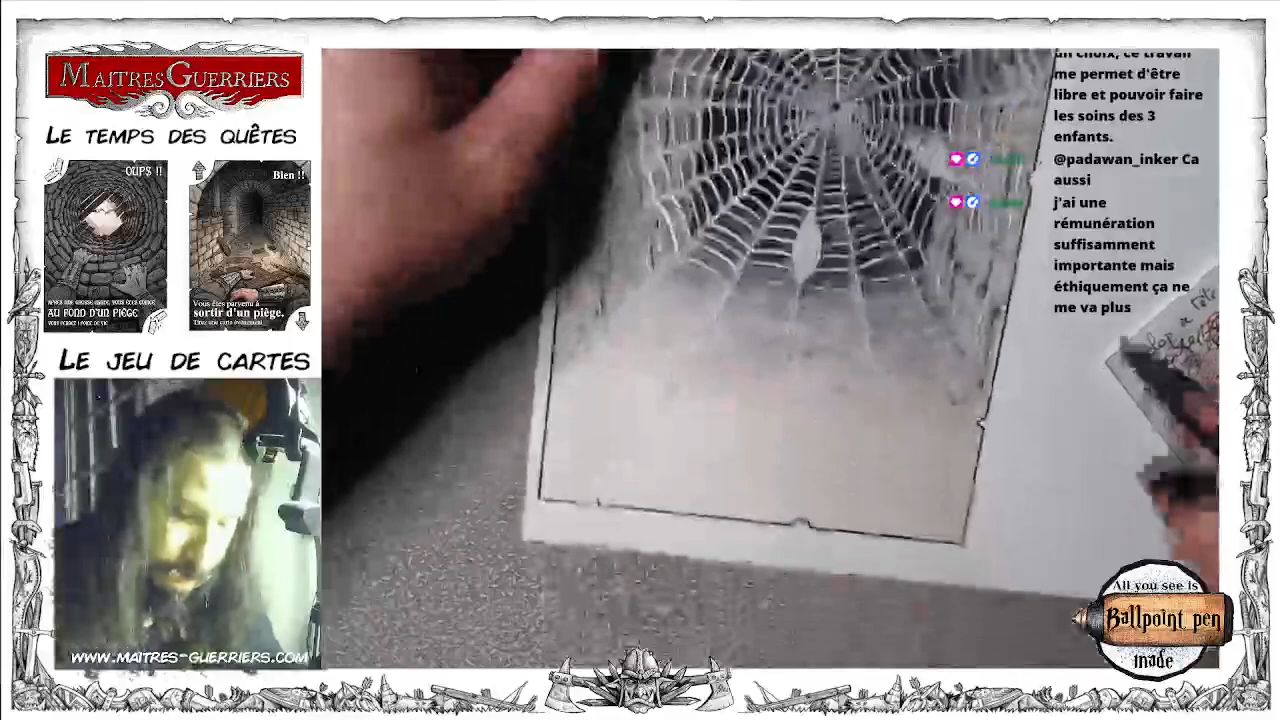 MAITRESGUERRIERS
LE TEMPS DES QUÊTES
OUPS !!
AU FOND D'UN PIÈGE
Bien !!
Vous êtes parvenu à
sortir d'un piège.
LE JEU DE CARTES
WWW.MAITRES-GUERRIERS.COM
un choix, ce travail
me permet d'être
libre et pouvoir faire
les soins des 3
enfants.
@padawan_inker Ca
aussi
j'ai une
rémunération
suffisamment
importante mais
éthiquement ça ne
me va plus
All you see is
Ballpoint pen
made